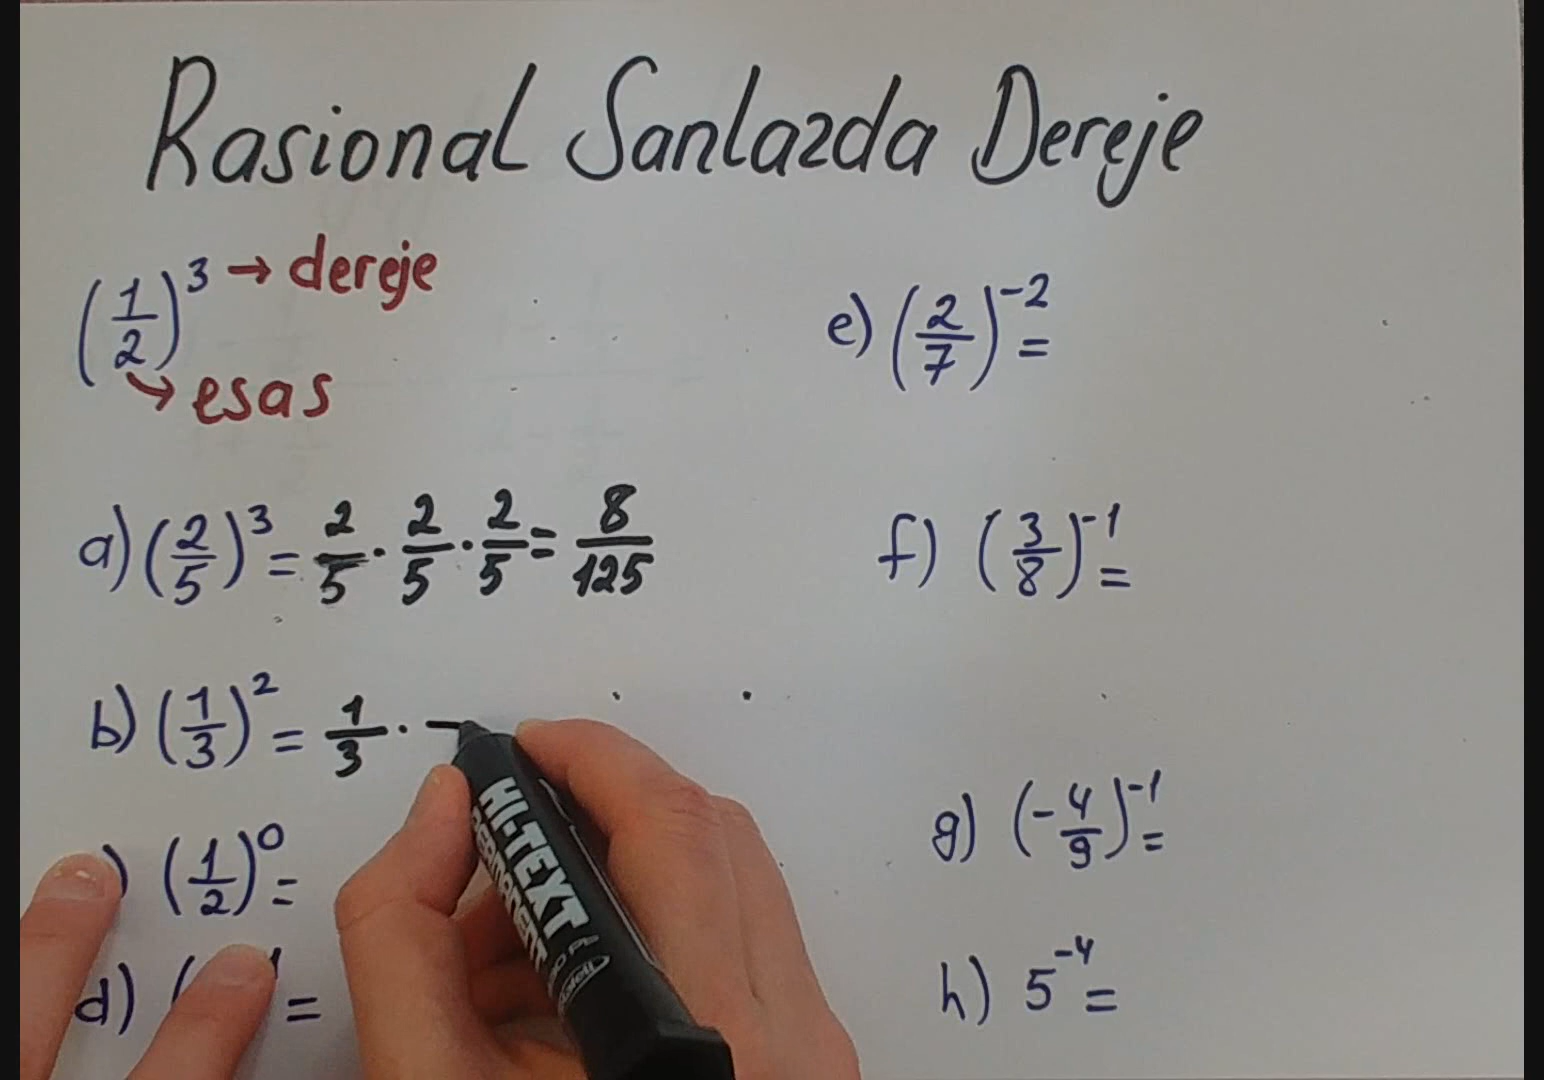 Rasional Sanlazda Dereje
(1/2)³ → dereje
→ esas
a) (2/5)³ = 2/5 · 2/5 · 2/5 = 8/125
b) (1/3)² = 1/3 · —
) (1/2)⁰ =
d) ( =
e) (2/7)⁻² =
f) (3/8)⁻¹ =
g) (-4/9)⁻¹ =
h) 5⁻⁴ =
HI-TEXT
PERMANENT